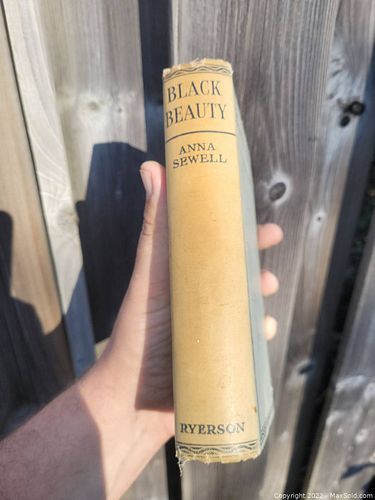 BLACK
BEAUTY
ANNA
SEWELL
RYERSON
Copyright 2022 - MaxSold.com